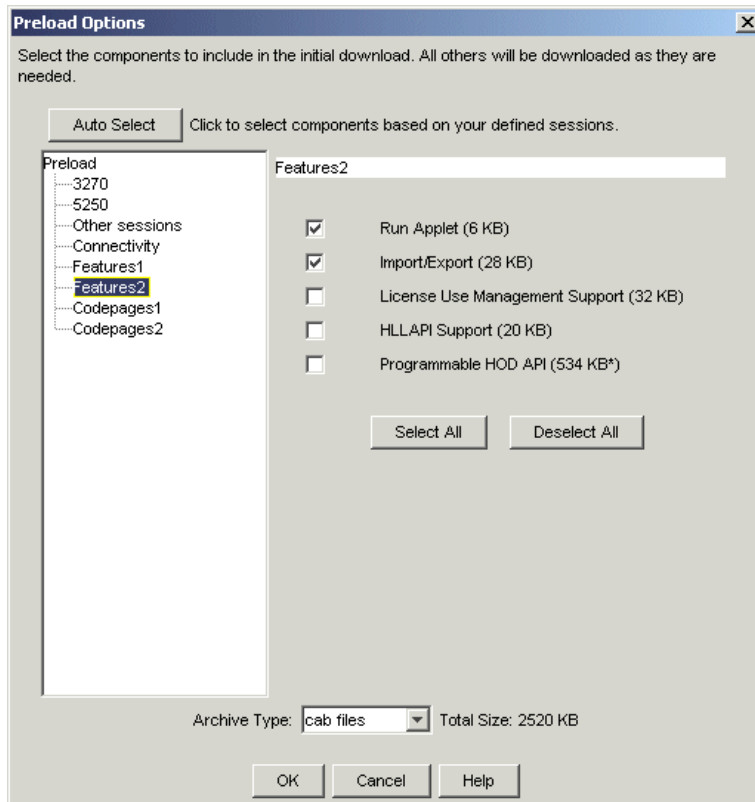 Preload Options
Select the components to include in the initial download. All others will be downloaded as they are
needed.
Auto Select
Click to select components based on your defined sessions.
Preload
3270
5250
Other sessions
Connectivity
Features1
Features2
Codepages1
Codepages2
Features2
Run Applet (6 KB)
Import/Export (28 KB)
License Use Management Support (32 KB)
HLLAPI Support (20 KB)
Programmable HOD API (534 KB*)
Select All
Deselect All
Archive Type: cab files Total Size: 2520 KB
OK
Cancel
Help